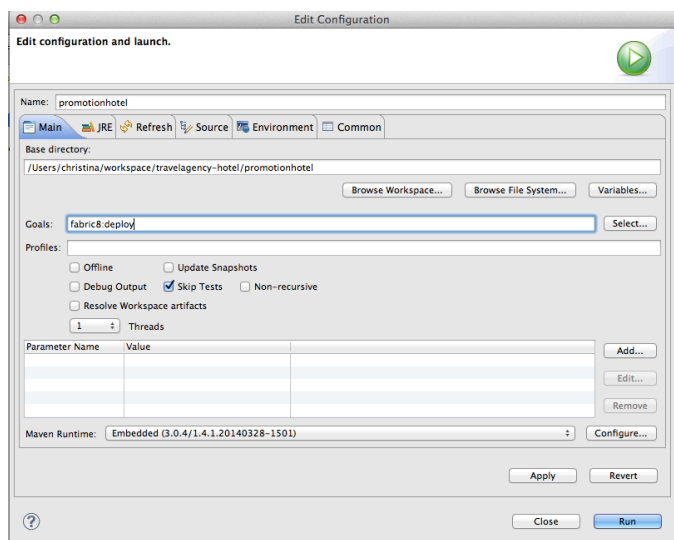 Edit Configuration
Edit configuration and launch.
Name: promotionhotel
Main JRE Refresh Source Environment Common
Base directory:
/Users/christina/workspace/travelagency-hotel/promotionhotel
Browse Workspace... Browse File System... Variables...
Goals: fabric8:deploy Select...
Profiles:
Offline Update Snapshots
Debug Output Skip Tests Non-recursive
Resolve Workspace artifacts
1 Threads
Parameter Name Value Add...
Edit...
Remove
Maven Runtime: Embedded (3.0.4/1.4.1.20140328-1501) Configure...
Apply Revert
? Close Run